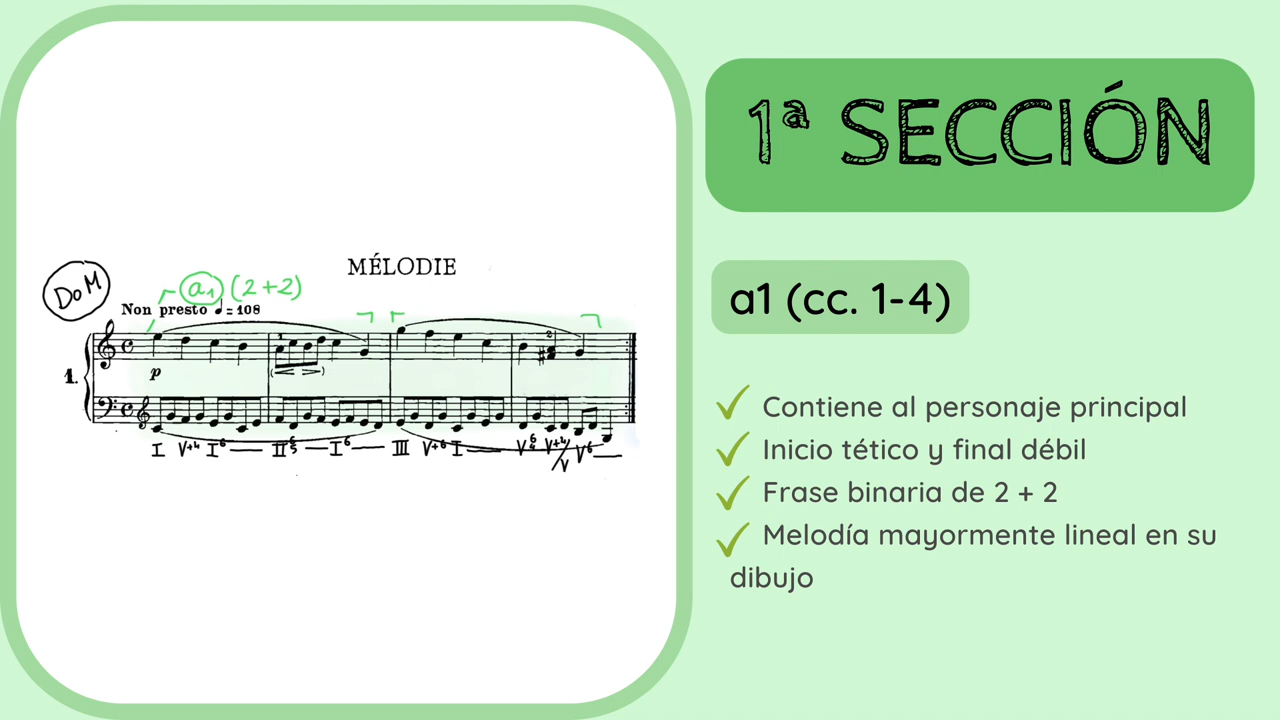 1ª SECCIÓN
MÉLODIE
DoM
a1 (2+2)
Non presto ♩= 108
1.
p
I V+4 I6 II6/5 I6 III V+6 I V6/4 V+4/V V6
a1 (cc. 1-4)
Contiene al personaje principal
Inicio tético y final débil
Frase binaria de 2 + 2
Melodía mayormente lineal en su
dibujo